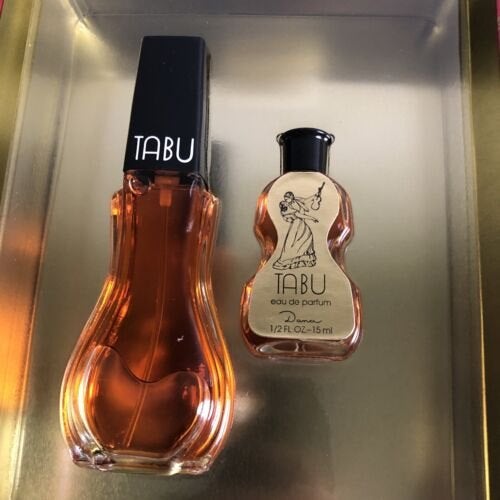 TABU
TABU
eau de parfum
Dana
1/2 FL OZ-15 ml